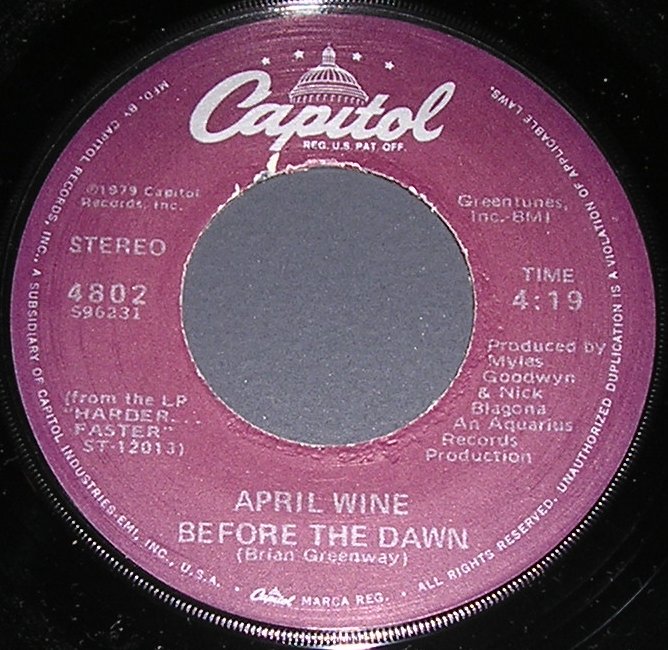 Capitol
REG. U.S. PAT. OFF.
©1979 Capitol
Records, Inc.
STEREO
4802
S96231
(from the LP
"HARDER...
FASTER"
ST-12013)
Greentunes,
Inc.-BMI
TIME
4:19
Produced by
Myles
Goodwyn
& Nick
Blagona
An Aquarius
Records
Production
APRIL WINE
BEFORE THE DAWN
(Brian Greenway)
MFD. BY CAPITOL RECORDS, INC., A SUBSIDIARY OF CAPITOL INDUSTRIES-EMI, INC., U.S.A. • Capitol MARCA REG. • ALL RIGHTS RESERVED. UNAUTHORIZED DUPLICATION IS A VIOLATION OF APPLICABLE LAWS.